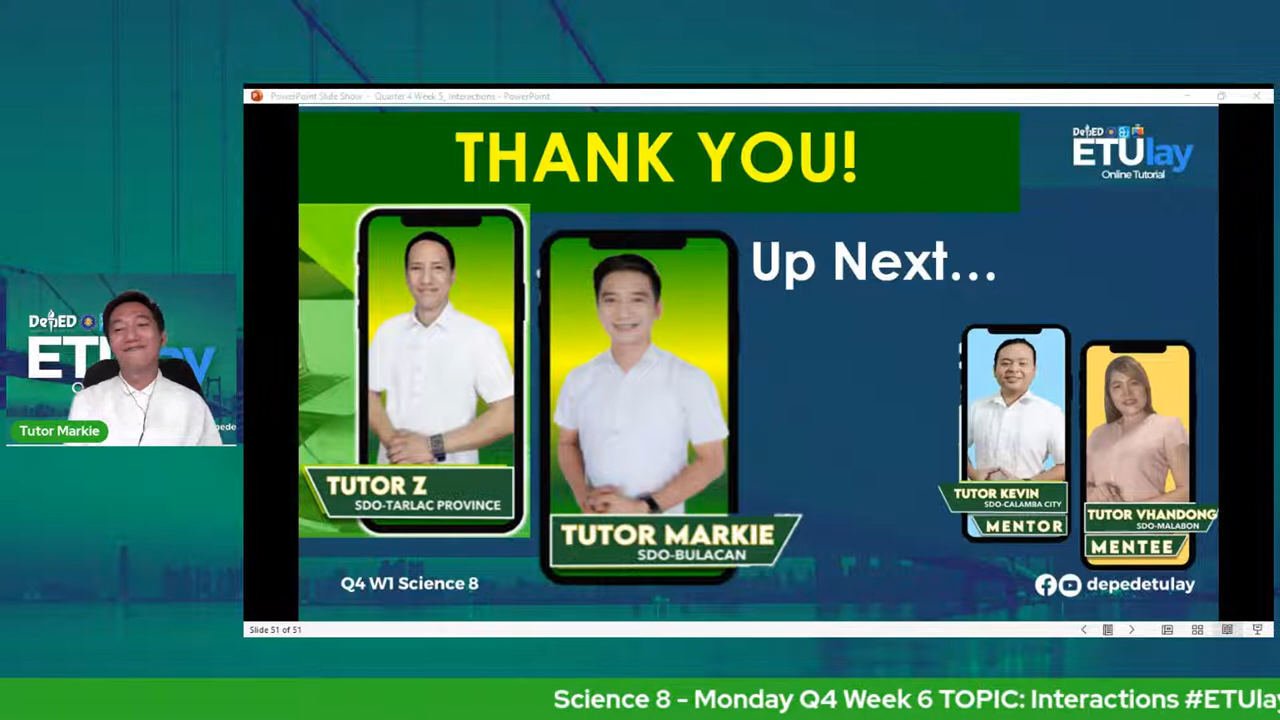 PowerPoint Slide Show - Quarter 4 Week 5_ Interactions - PowerPoint
THANK YOU!
DepED
ETUlay
Online Tutorial
Up Next...
DepED
Tutor Markie
TUTOR Z
SDO-TARLAC PROVINCE
TUTOR MARKIE
SDO-BULACAN
TUTOR KEVIN
SDO-CALAMBA CITY
MENTOR
TUTOR VHANDONG
SDO-MALABON
MENTEE
Q4 W1 Science 8
depedetulay
Slide 51 of 51
Science 8 - Monday Q4 Week 6 TOPIC: Interactions #ETUlay